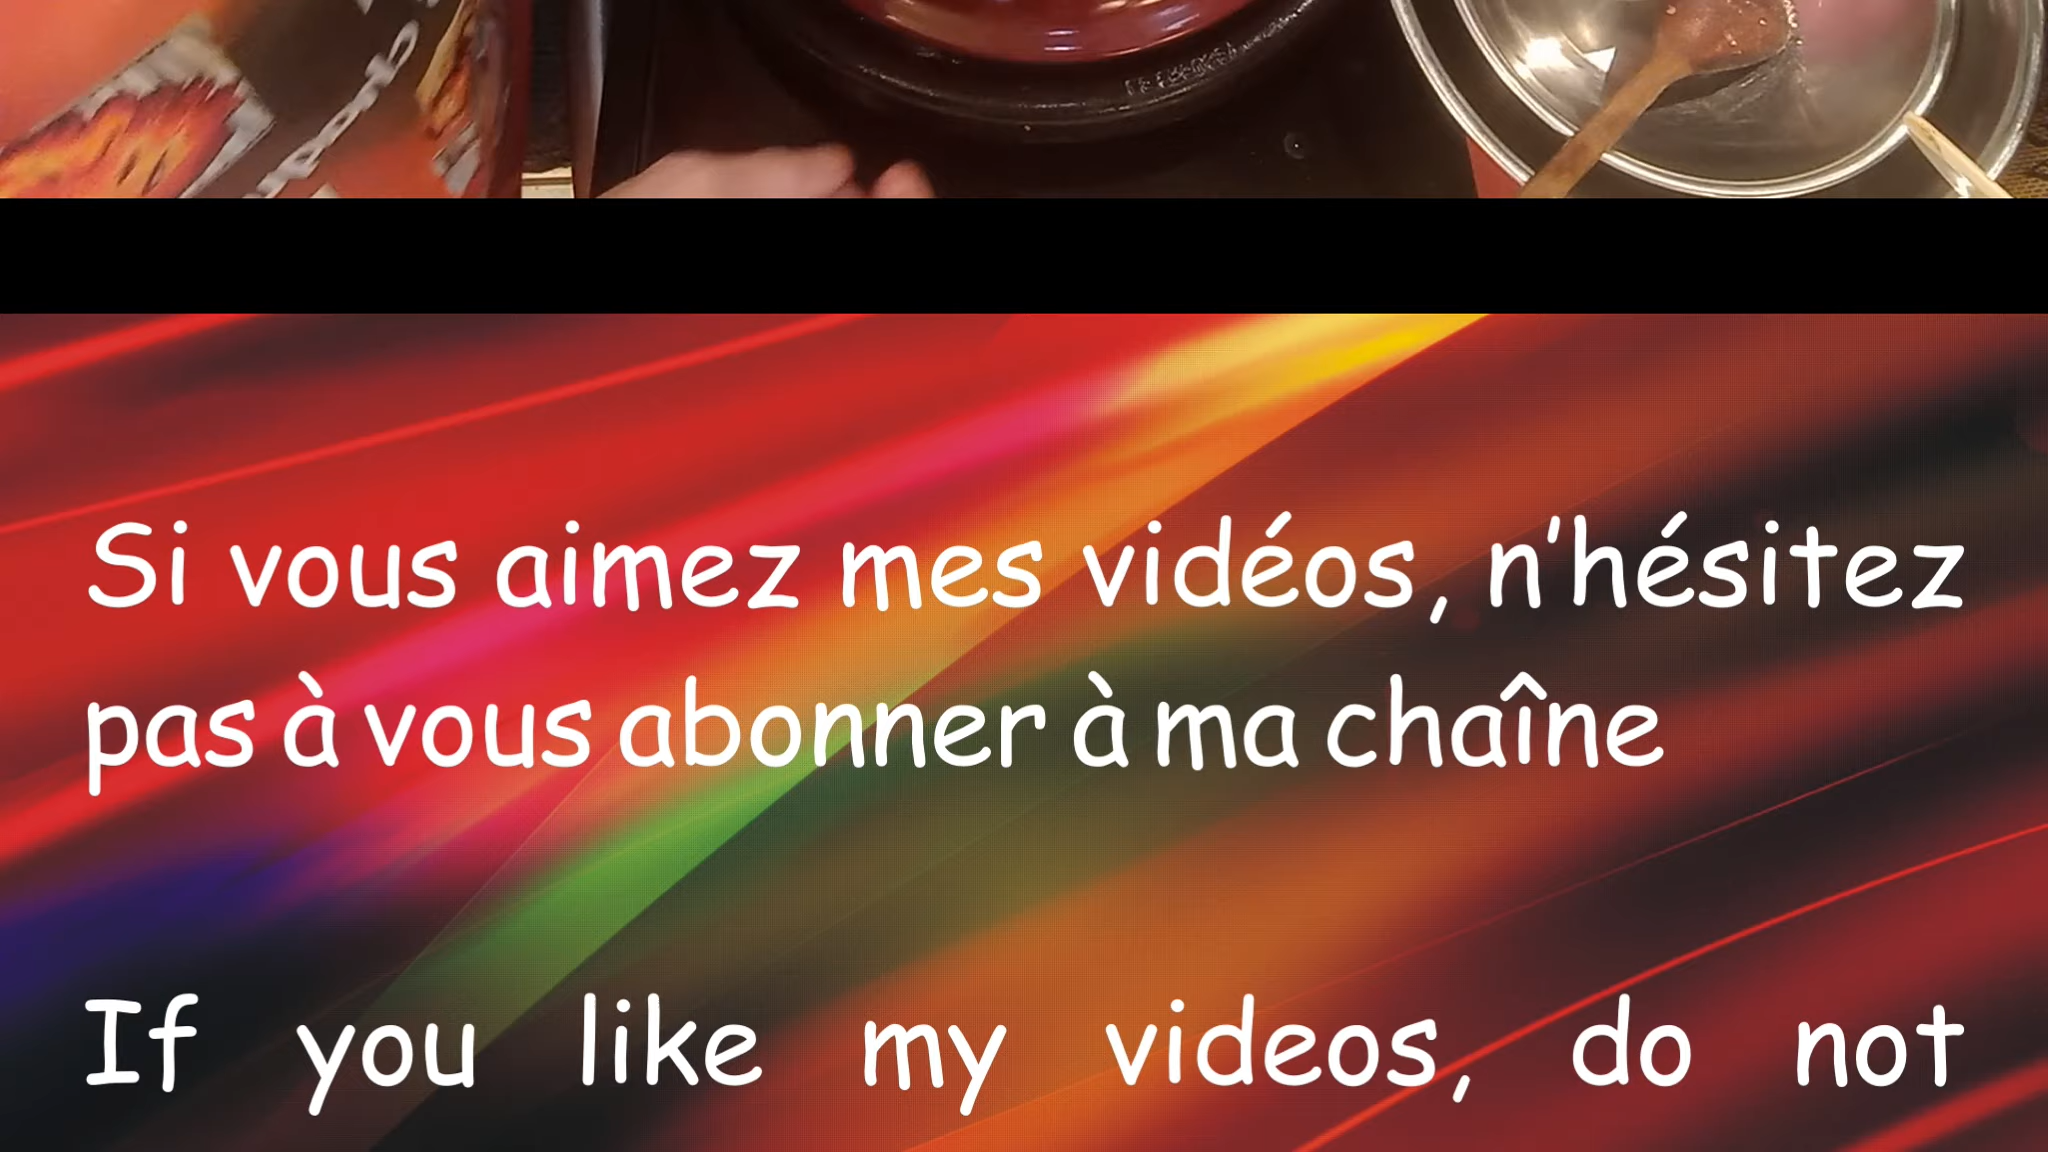 Si vous aimez mes vidéos, n'hésitez
pas à vous abonner à ma chaîne
If you like my videos, do not